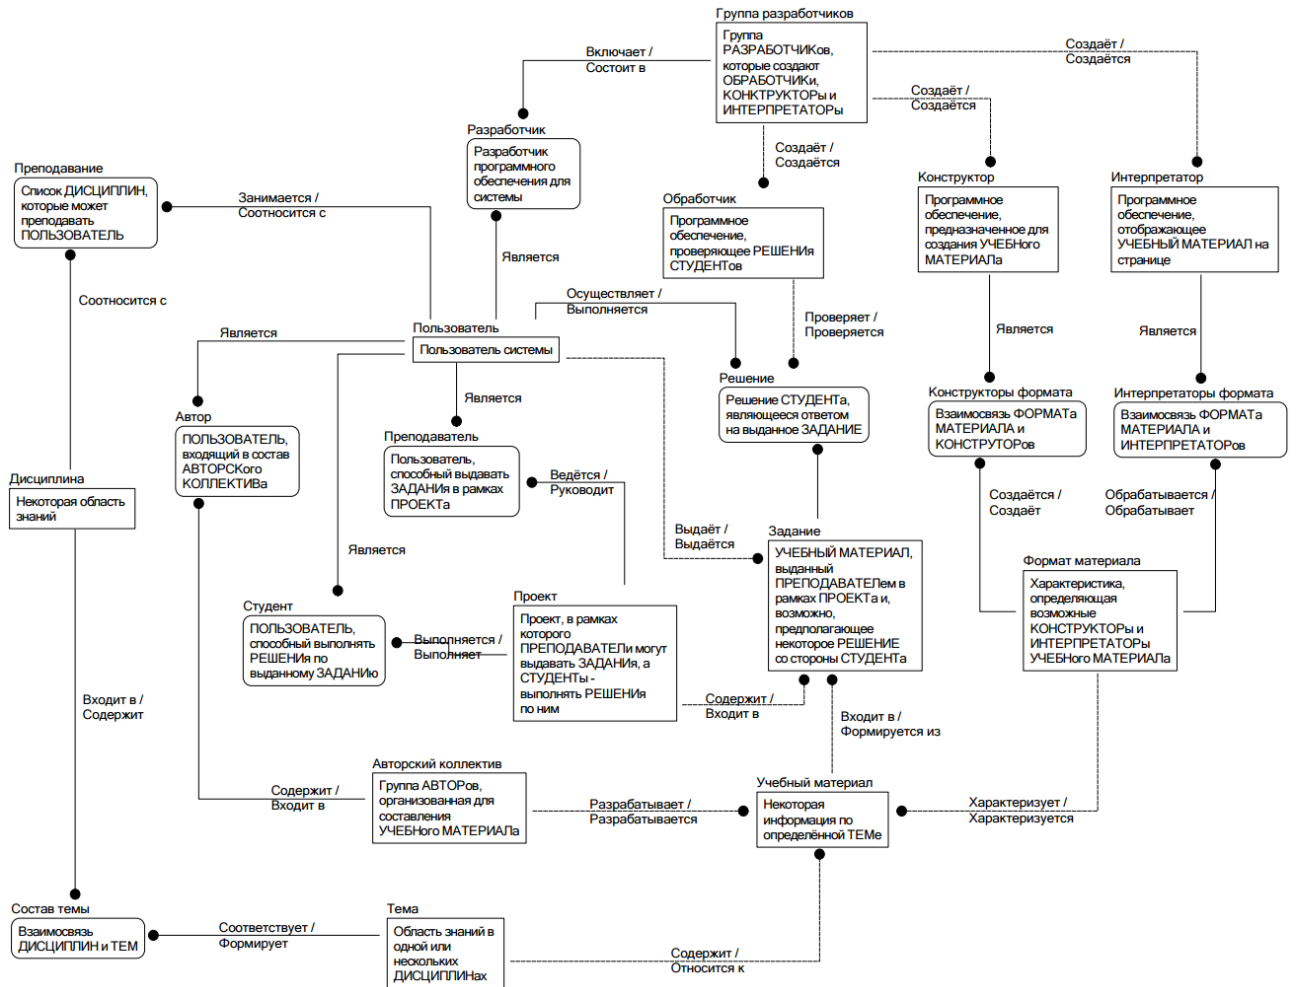 Группа разработчиков
Группа
РАЗРАБОТЧИКов,
которые создают
ОБРАБОТЧИКи,
КОНКТРУКТОРы и
ИНТЕРПРЕТАТОРы
Включает /
Состоит в
Создаёт /
Создаётся
Создаёт /
Создаётся
Создаёт /
Создаётся
Разработчик
Разработчик
программного
обеспечения для
системы
Преподавание
Список ДИСЦИПЛИН,
которые может
преподавать
ПОЛЬЗОВАТЕЛЬ
Занимается /
Соотносится с
Обработчик
Программное
обеспечение,
проверяющее РЕШЕНИя
СТУДЕНТов
Конструктор
Программное
обеспечение,
предназначенное для
создания УЧЕБНого
МАТЕРИАЛа
Интерпретатор
Программное
обеспечение,
отображающее
УЧЕБНЫЙ МАТЕРИАЛ на
странице
Является
Соотносится с
Осуществляет /
Выполняется
Проверяет /
Проверяется
Является
Является
Является
Пользователь
Пользователь системы
Является
Решение
Решение СТУДЕНТа,
являющееся ответом
на выданное ЗАДАНИЕ
Конструкторы формата
Взаимосвязь ФОРМАТа
МАТЕРИАЛА и
КОНСТРУТОРов
Интерпретаторы формата
Взаимосвязь ФОРМАТа
МАТЕРИАЛА и
ИНТЕРПРЕТАТОРов
Автор
ПОЛЬЗОВАТЕЛЬ,
входящий в состав
АВТОРСКого
КОЛЛЕКТИВа
Преподаватель
Пользователь,
способный выдавать
ЗАДАНИя в рамках
ПРОЕКТа
Ведётся /
Руководит
Дисциплина
Некоторая область
знаний
Создаётся /
Создаёт
Обрабатывается /
Обрабатывает
Является
Выдаёт /
Выдаётся
Задание
УЧЕБНЫЙ МАТЕРИАЛ,
выданный
ПРЕПОДАВАТЕЛем в
рамках ПРОЕКТа и,
возможно,
предполагающее
некоторое РЕШЕНИЕ
со стороны СТУДЕНТа
Формат материала
Характеристика,
определяющая
возможные
КОНСТРУКТОРы и
ИНТЕРПРЕТАТОРы
УЧЕБНого МАТЕРИАЛа
Студент
ПОЛЬЗОВАТЕЛЬ,
способный выполнять
РЕШЕНИя по
выданному ЗАДАНИю
Выполняется /
Выполняет
Проект
Проект, в рамках
которого
ПРЕПОДАВАТЕЛи могут
выдавать ЗАДАНИя, а
СТУДЕНТы -
выполнять РЕШЕНИя
по ним
Входит в /
Содержит
Содержит /
Входит в
Входит в /
Формируется из
Авторский коллектив
Группа АВТОРов,
организованная для
составления
УЧЕБНого МАТЕРИАЛа
Содержит /
Входит в
Разрабатывает /
Разрабатывается
Учебный материал
Некоторая
информация по
определённой ТЕМе
Характеризует /
Характеризуется
Состав темы
Взаимосвязь
ДИСЦИПЛИН и ТЕМ
Соответствует /
Формирует
Тема
Область знаний в
одной или
нескольких
ДИСЦИПЛИНах
Содержит /
Относится к